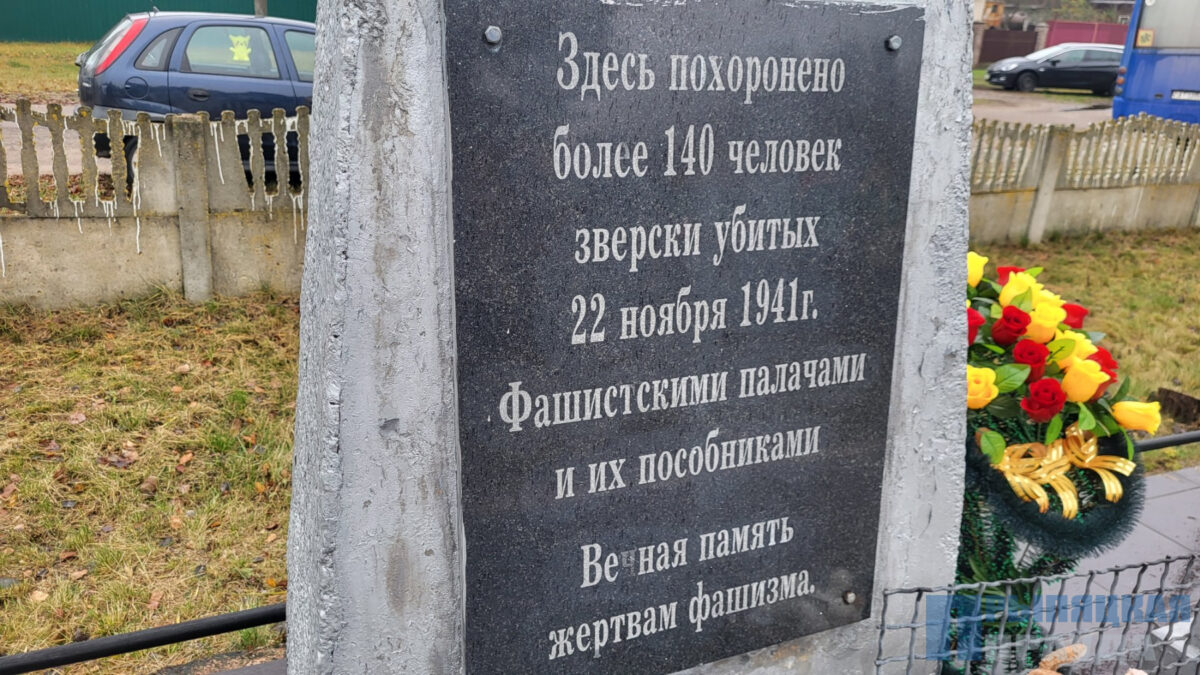 Здесь похоронено
более 140 человек
зверски убитых
22 ноября 1941г.
Фашистскими палачами
и их пособниками
Вечная память
жертвам фашизма.